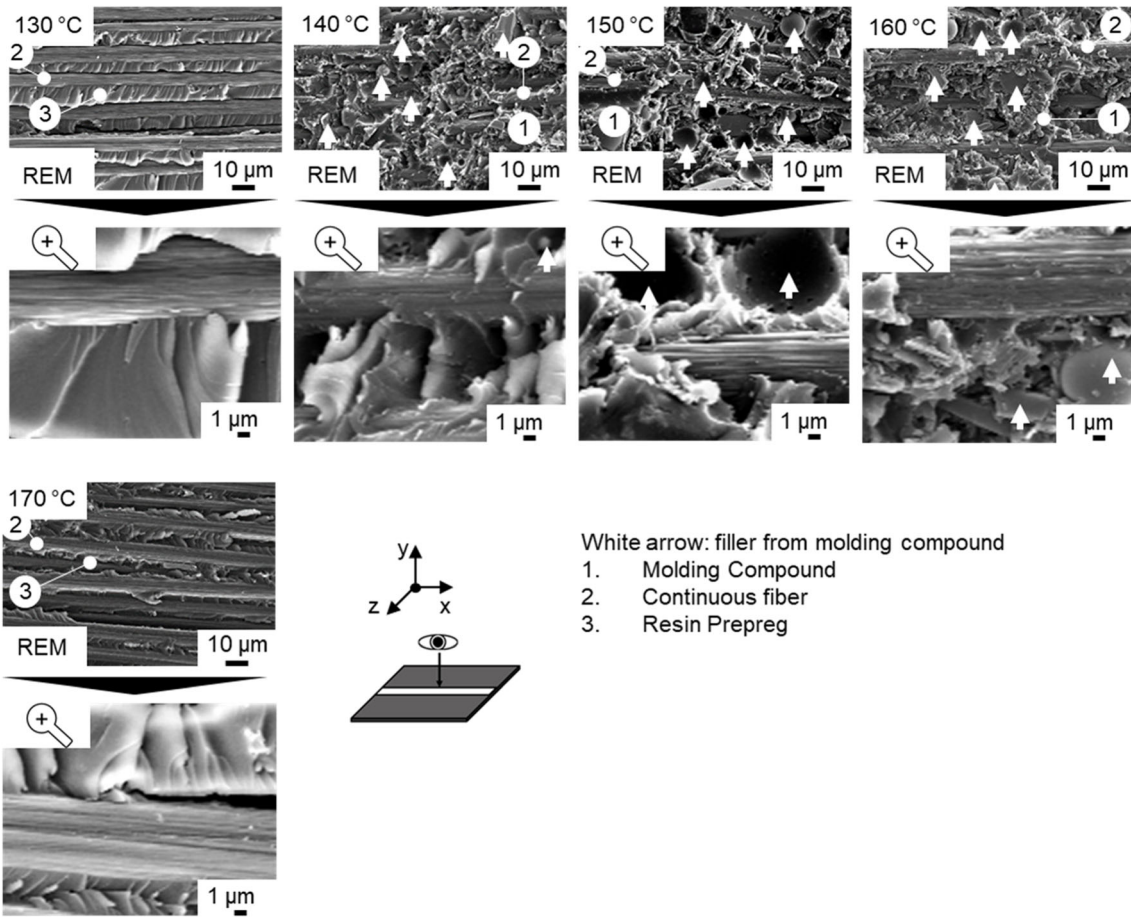 130 °C
2
3
REM
10 µm
140°C
2
1
REM
10 µm
150 °C
2
1
REM
10 µm
160 °C
2
1
REM
10 µm
+
1 µm
+
1 µm
+
1 µm
+
1 µm
170 °C
2
3
REM
10 µm
+
1 µm
y
z
x
White arrow: filler from molding compound
1. Molding Compound
2. Continuous fiber
3. Resin Prepreg